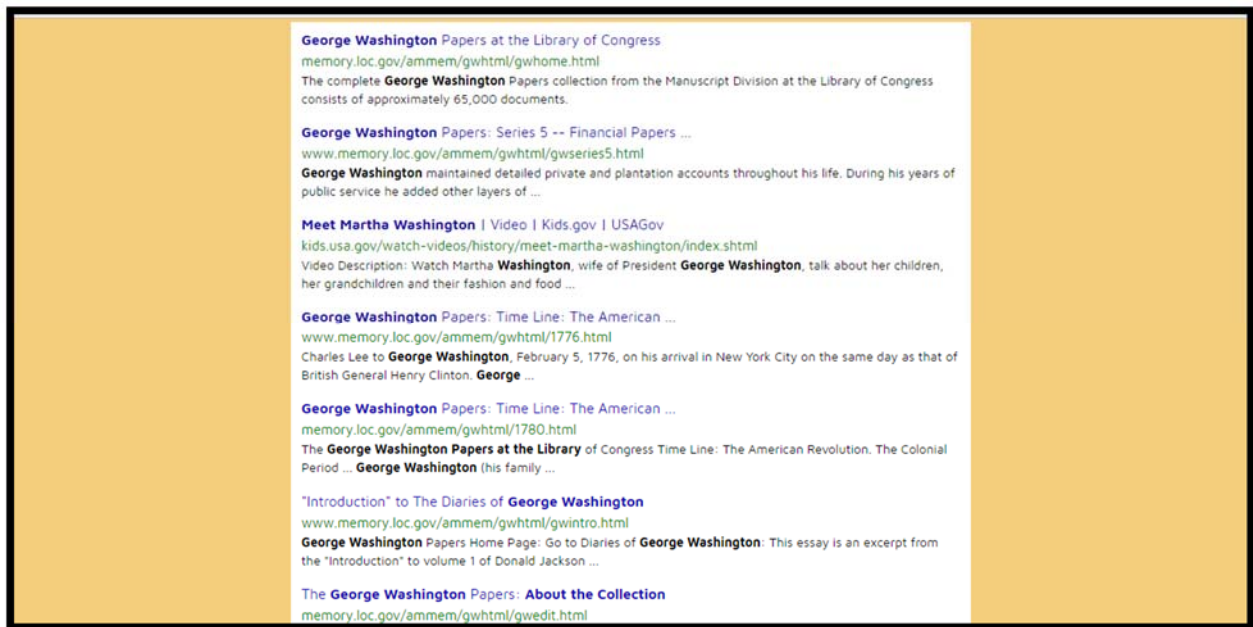 George Washington Papers at the Library of Congress
memory.loc.gov/ammem/gwhtml/gwhome.html
The complete George Washington Papers collection from the Manuscript Division at the Library of Congress
consists of approximately 65,000 documents.
George Washington Papers: Series 5 -- Financial Papers ...
www.memory.loc.gov/ammem/gwhtml/gwseries5.html
George Washington maintained detailed private and plantation accounts throughout his life. During his years of
public service he added other layers of ...
Meet Martha Washington | Video | Kids.gov | USAGov
kids.usa.gov/watch-videos/history/meet-martha-washington/index.shtml
Video Description: Watch Martha Washington, wife of President George Washington, talk about her children,
her grandchildren and their fashion and food ...
George Washington Papers: Time Line: The American ...
www.memory.loc.gov/ammem/gwhtml/1776.html
Charles Lee to George Washington, February 5, 1776, on his arrival in New York City on the same day as that of
British General Henry Clinton. George ...
George Washington Papers: Time Line: The American ...
memory.loc.gov/ammem/gwhtml/1780.html
The George Washington Papers at the Library of Congress Time Line: The American Revolution. The Colonial
Period ... George Washington (his family ...
"Introduction" to The Diaries of George Washington
www.memory.loc.gov/ammem/gwhtml/gwintro.html
George Washington Papers Home Page: Go to Diaries of George Washington: This essay is an excerpt from
the "Introduction" to volume 1 of Donald Jackson ...
The George Washington Papers: About the Collection
memory.loc.gov/ammem/gwhtml/gwedit.html